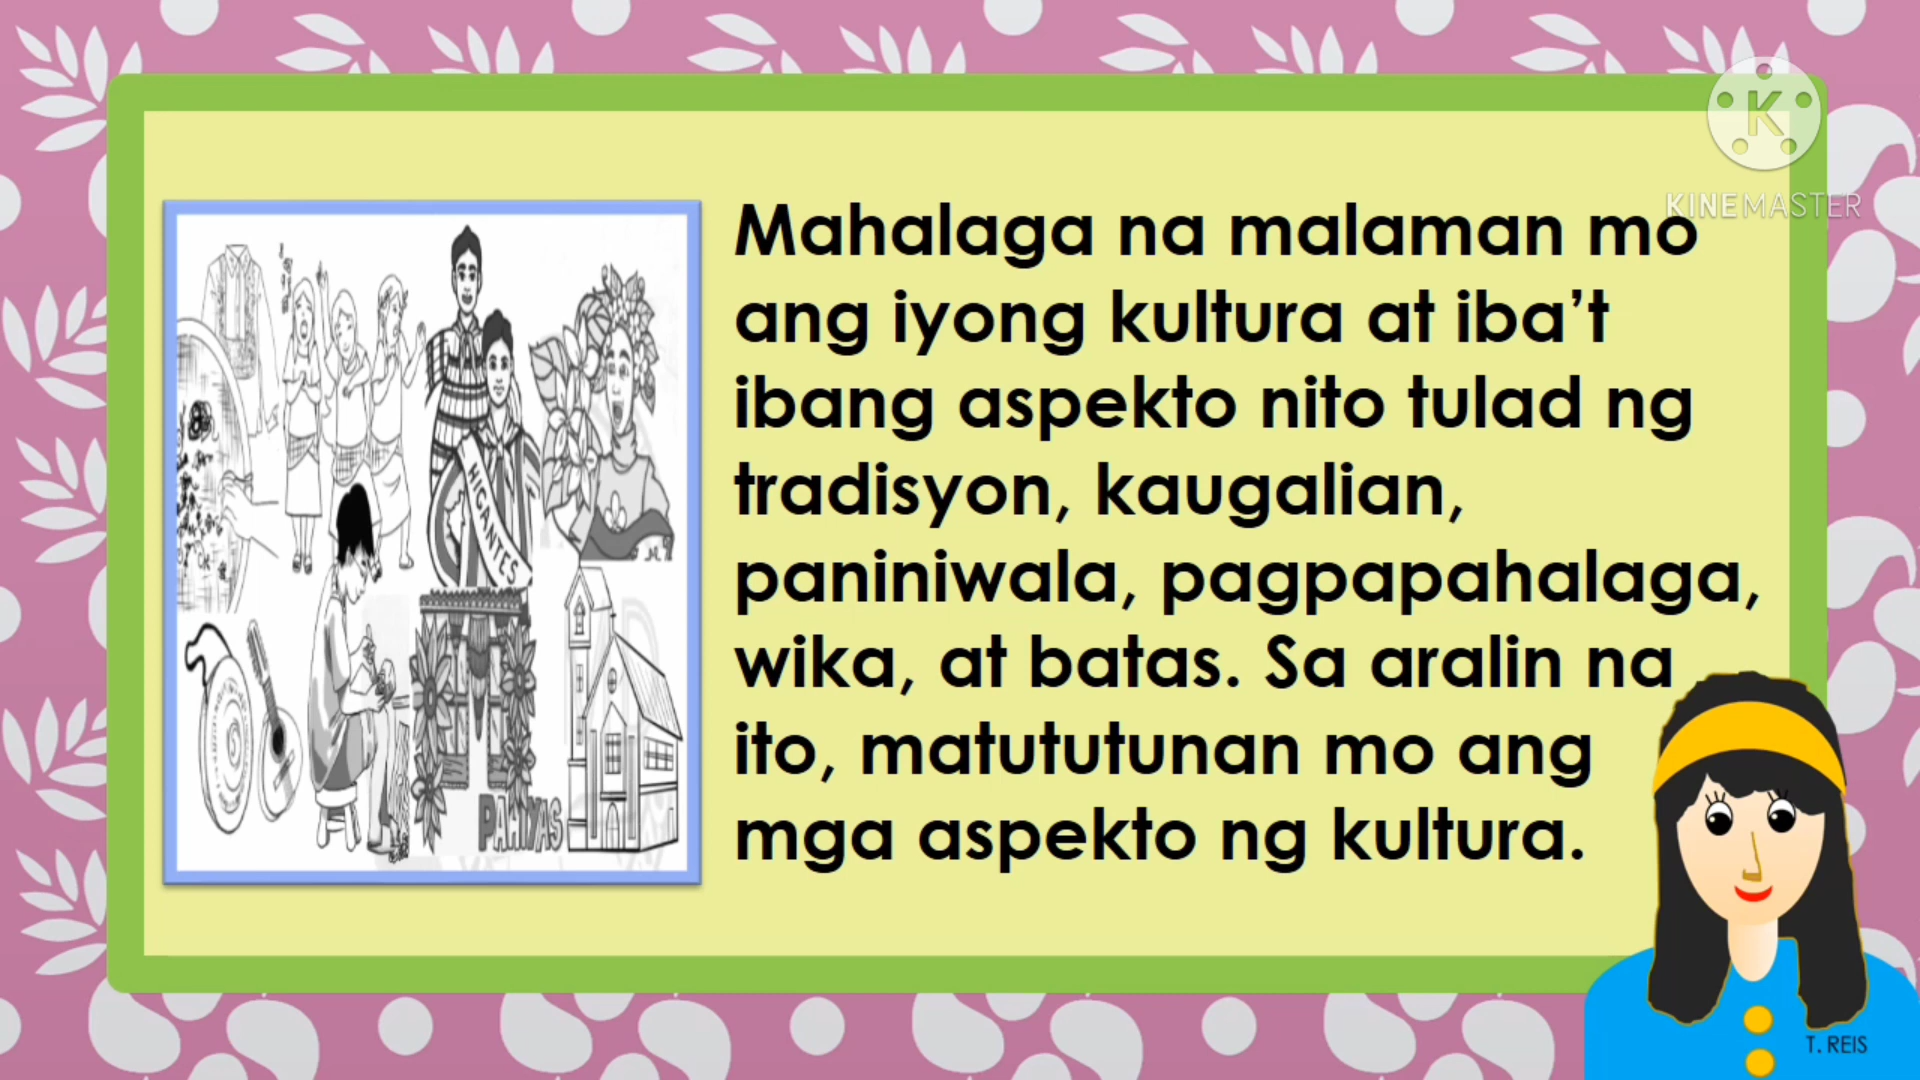 KINEMASTER
Mahalaga na malaman mo
ang iyong kultura at iba’t
ibang aspekto nito tulad ng
tradisyon, kaugalian,
paniniwala, pagpapahalaga,
wika, at batas. Sa aralin na
ito, matututunan mo ang
mga aspekto ng kultura.
HIGANTES
PAHIYAS
T. REIS